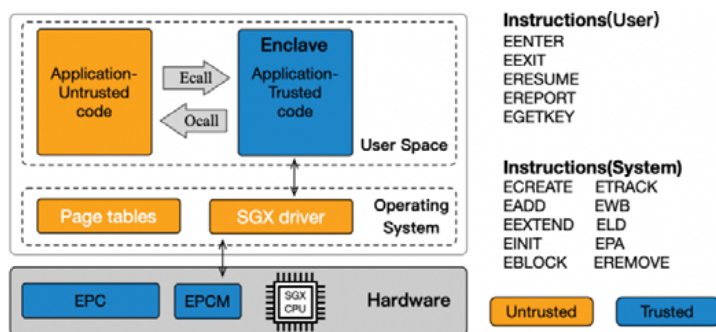 Application-
Untrusted
code
Ecall
Ocall
Enclave
Application-
Trusted
code
User Space
Page tables
SGX driver
Operating
System
EPC
EPCM
SGX
CPU
Hardware
Instructions(User)
EENTER
EEXIT
ERESUME
EREPORT
EGETKEY
Instructions(System)
ECREATE ETRACK
EADD EWB
EEXTEND ELD
EINIT EPA
EBLOCK EREMOVE
Untrusted
Trusted